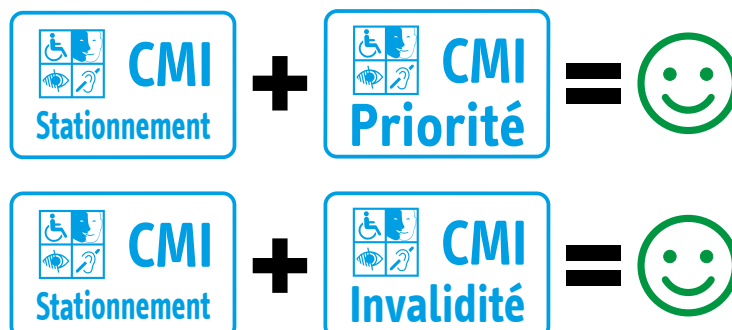 CMI
Stationnement
+
CMI
Priorité
=
CMI
Stationnement
+
CMI
Invalidité
=